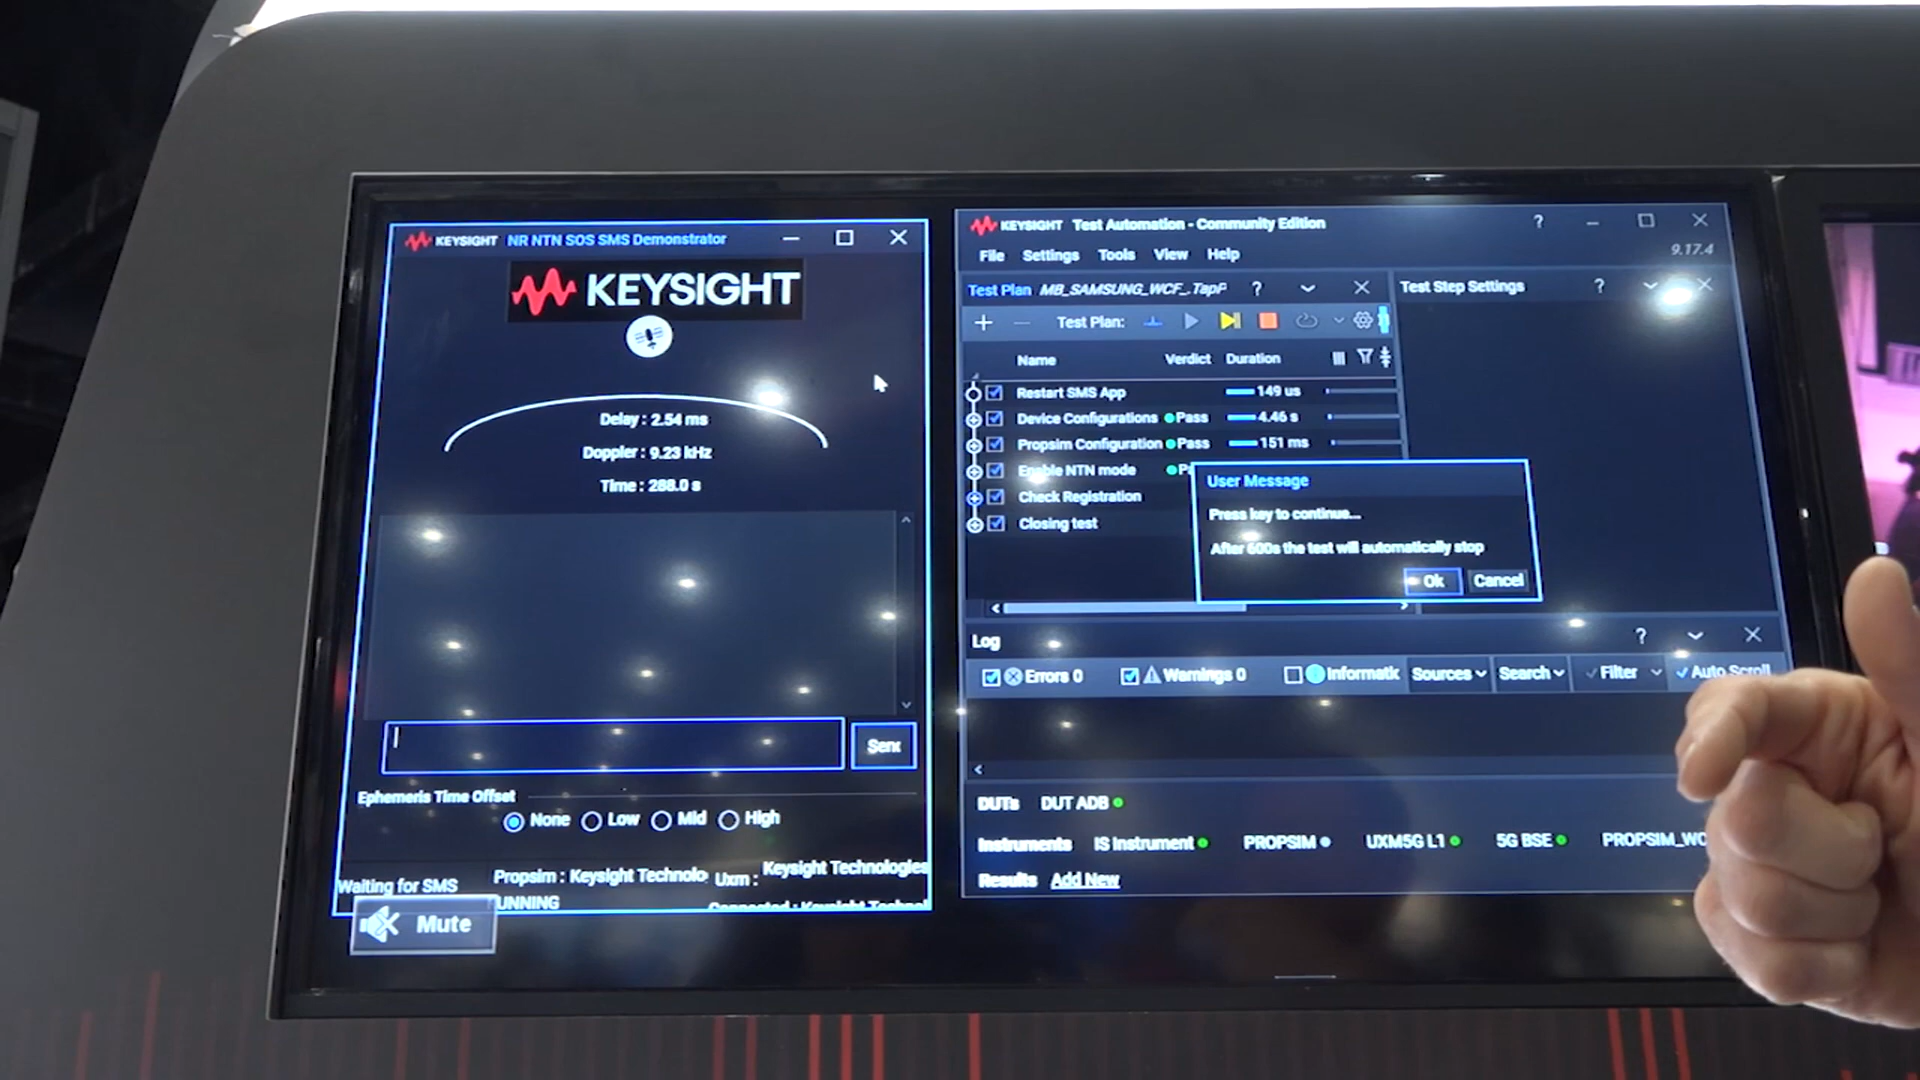 KEYSIGHT NR NTN SOS SMS Demonstrator
KEYSIGHT
Delay : 2.54 ms
Doppler : 9.23 kHz
Time : 288.0 s
Ephemeris Time Offset
None Low Mid High
Waiting for SMS
Propsim : Keysight Technolo
Uxm : Keysight Technologies
UNNING
Mute
KEYSIGHT Test Automation - Community Edition
File Settings Tools View Help
9.17.4
Test Plan MB_SAMSUNG_WCF_.TapP
Test Step Settings
Test Plan:
Name Verdict Duration
Restart SMS App 149 us
Device Configurations Pass 4.46 s
Propsim Configuration Pass 151 ms
Enable NTN mode
Check Registration
Closing test
User Message
Press key to continue...
After 600s the test will automatically stop
Ok Cancel
Log
Errors 0 Warnings 0 Informatic Sources Search Filter Auto Scroll
DUTs DUT ADB
Instruments IS Instrument PROPSIM UXM5G L1 5G BSE PROPSIM_WC
Results Add New